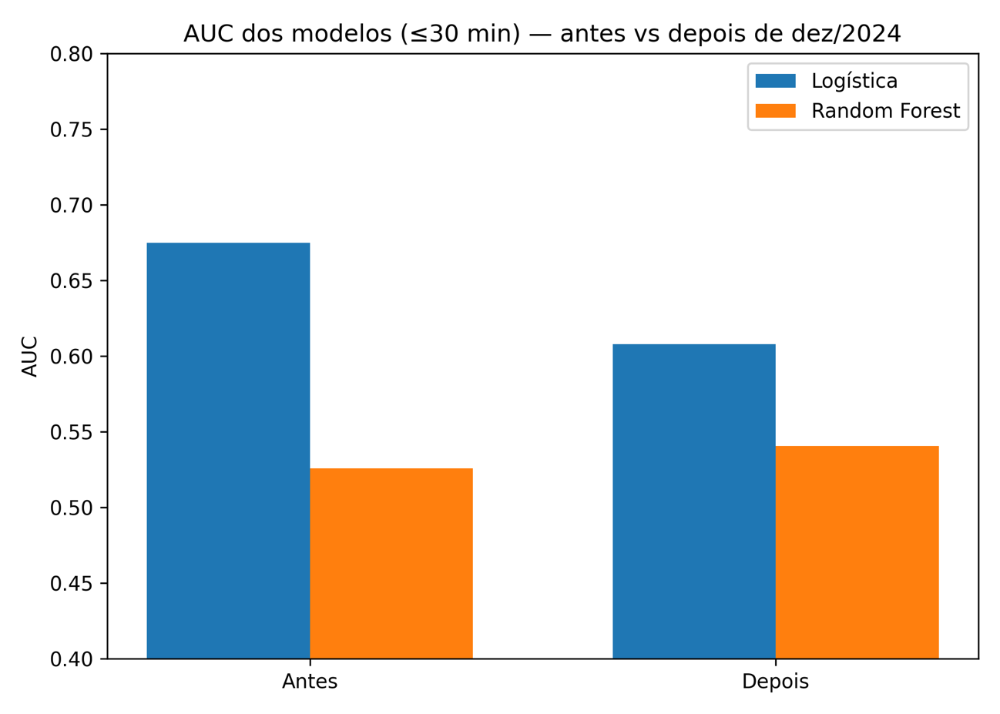 AUC dos modelos (≤30 min) — antes vs depois de dez/2024
Logística
Random Forest
AUC
0.80
0.75
0.70
0.65
0.60
0.55
0.50
0.45
0.40
Antes
Depois